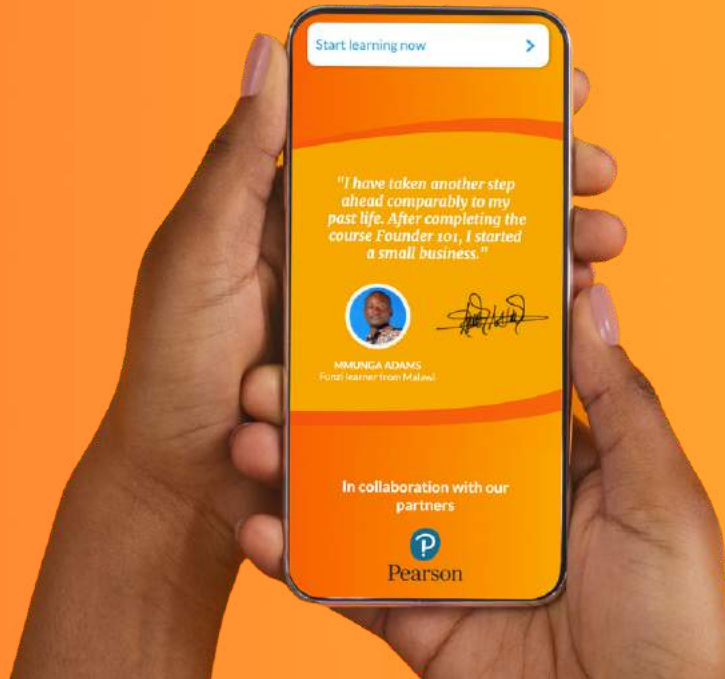 Start learning now
"I have taken another step
ahead comparably to my
past life. After completing the
course Founder 101, I started
a small business."
MMUNGA ADAMS
Funzi learner from Malawi
In collaboration with our
partners
Pearson